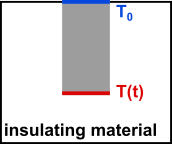 T₀
T(t)
insulating material